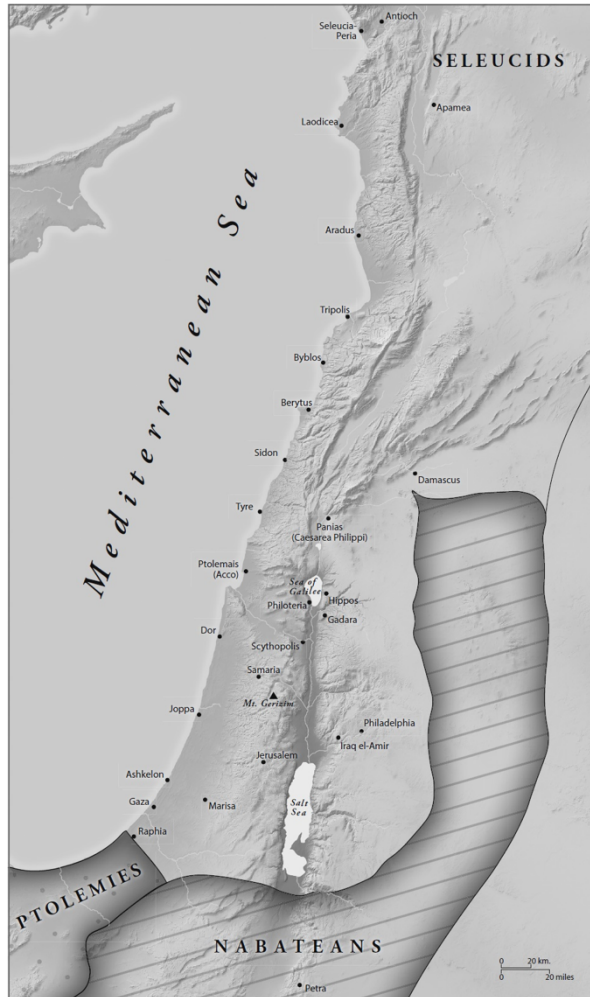 Antioch
Seleucia-
Peria
SELEUCIDS
Apamea
Laodicea
Mediterranean Sea
Aradus
Tripolis
Byblos
Berytus
Sidon
Damascus
Tyre
Panias
(Caesarea Philippi)
Ptolemais
(Acco)
Sea of
Galilee
Hippos
Philoteria
Gadara
Dor
Scythopolis
Samaria
Mt. Gerizim
Joppa
Philadelphia
Iraq el-Amir
Jerusalem
Ashkelon
Gaza
Marisa
Salt
Sea
Raphia
PTOLEMIES
NABATEANS
0 20 km.
0 20 miles
Petra